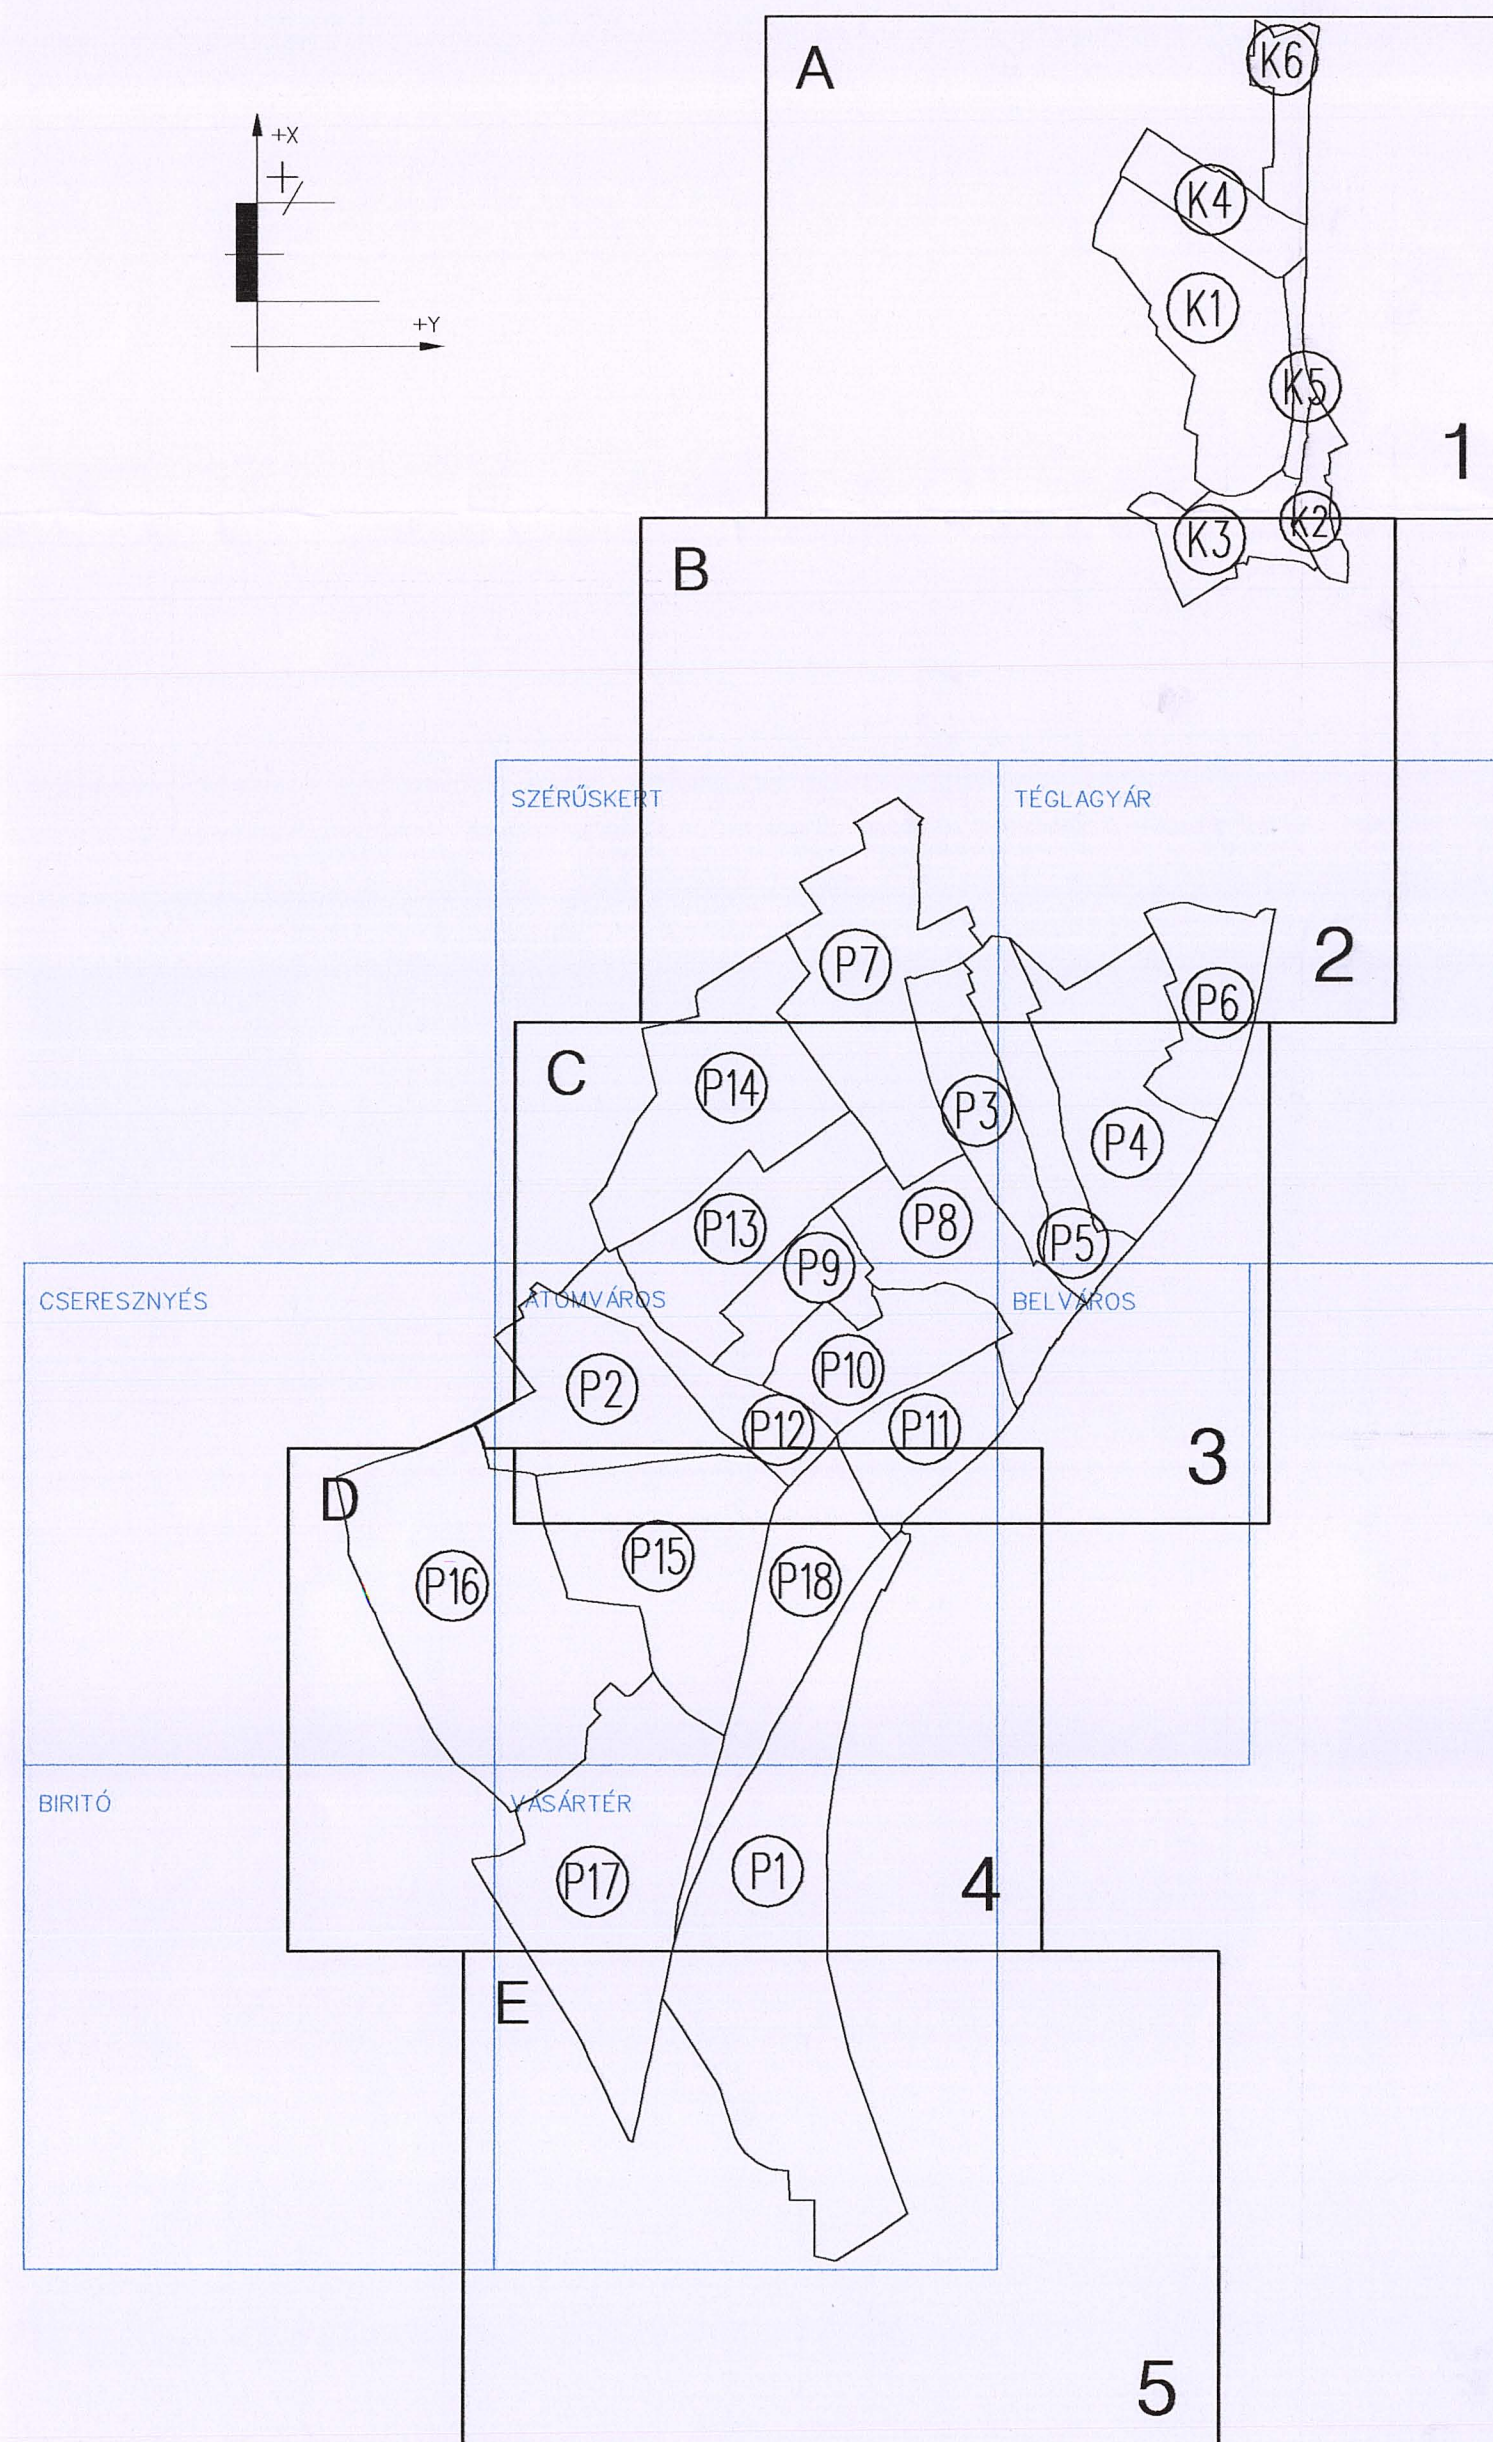 A
K6
+X
K4
K1
+Y
K5
1
K2
K3
B
SZÉRŰSKERT
TÉGLAGYÁR
P7
2
P6
C
P14
P3
P4
P13
P8
P5
P9
CSERESZNYÉS
ATOMVÁROS
BELVÁROS
P10
P2
P12
P11
3
D
P15
P18
P16
BIRITÓ
VÁSÁRTÉR
P1
P17
4
E
5